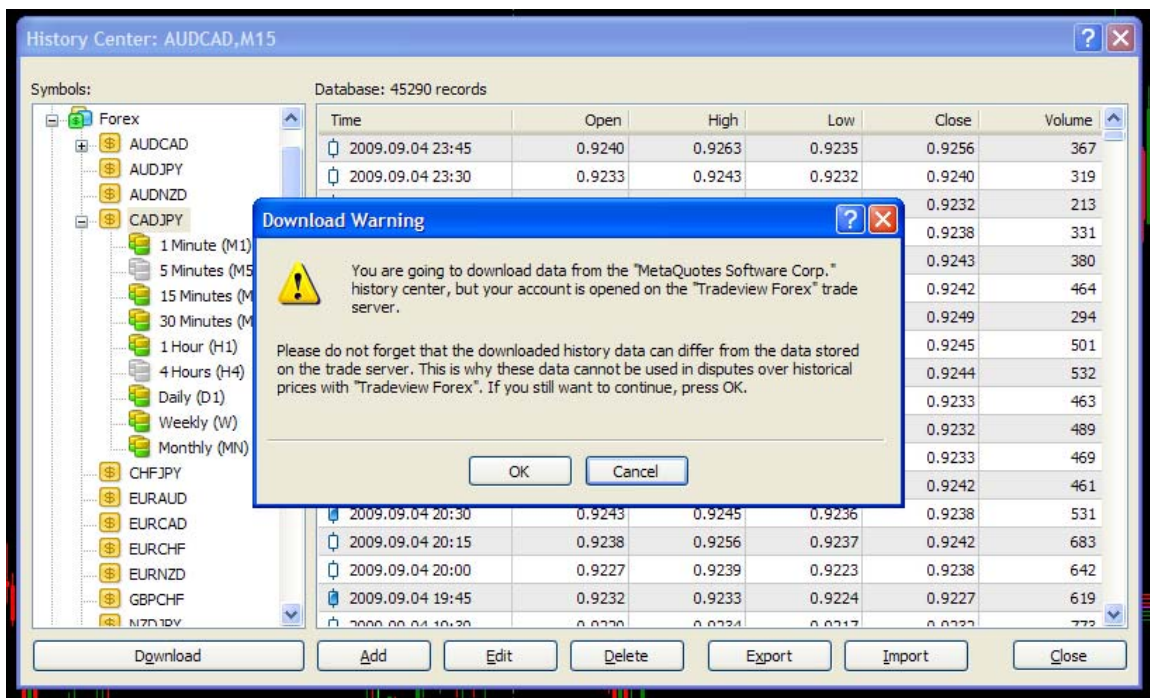 History Center: AUDCAD,M15
Symbols:
Database: 45290 records
Forex
AUDCAD
AUDJPY
AUDNZD
CADJPY
1 Minute (M1)
5 Minutes (M5
15 Minutes (M
30 Minutes (M
1 Hour (H1)
4 Hours (H4)
Daily (D1)
Weekly (W)
Monthly (MN)
CHFJPY
EURAUD
EURCAD
EURCHF
EURNZD
GBPCHF
NZDJPY
Time Open High Low Close Volume
2009.09.04 23:45 0.9240 0.9263 0.9235 0.9256 367
2009.09.04 23:30 0.9233 0.9243 0.9232 0.9240 319
0.9232 213
0.9238 331
0.9243 380
0.9242 464
0.9249 294
0.9245 501
0.9244 532
0.9233 463
0.9232 489
0.9233 469
0.9242 461
2009.09.04 20:30 0.9243 0.9245 0.9236 0.9238 531
2009.09.04 20:15 0.9238 0.9256 0.9237 0.9242 683
2009.09.04 20:00 0.9227 0.9239 0.9223 0.9238 642
2009.09.04 19:45 0.9232 0.9233 0.9224 0.9227 619
Download Warning
You are going to download data from the "MetaQuotes Software Corp."
history center, but your account is opened on the "Tradeview Forex" trade
server.
Please do not forget that the downloaded history data can differ from the data stored
on the trade server. This is why these data cannot be used in disputes over historical
prices with "Tradeview Forex". If you still want to continue, press OK.
OK Cancel
Download Add Edit Delete Export Import Close